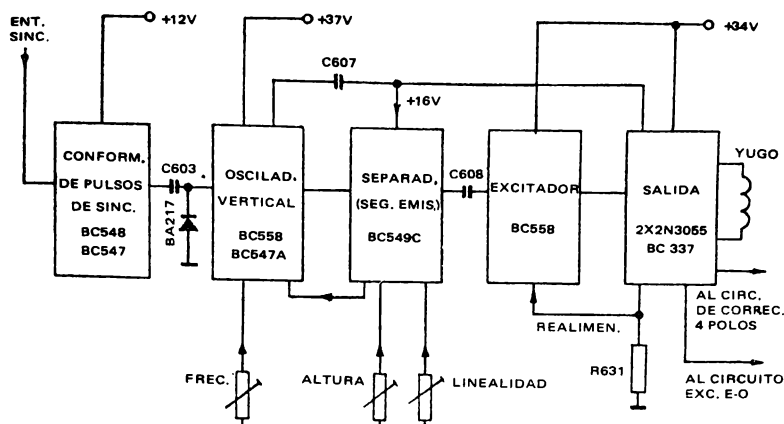 ENT.
SINC.
+12V
+37V
+34V
C607
+16V
CONFORM.
DE PULSOS
DE SINC.
BC548
BC547
C603
BA217
OSCILAD.
VERTICAL
BC558
BC547A
SEPARAD.
(SEG. EMIS.)
BC549C
C608
EXCITADOR
BC558
SALIDA
2X2N3055
BC 337
YUGO
REALIMEN.
AL CIRC.
DE CORREC.
4 POLOS
FREC.
ALTURA
LINEALIDAD
R631
AL CIRCUITO
EXC. E-O